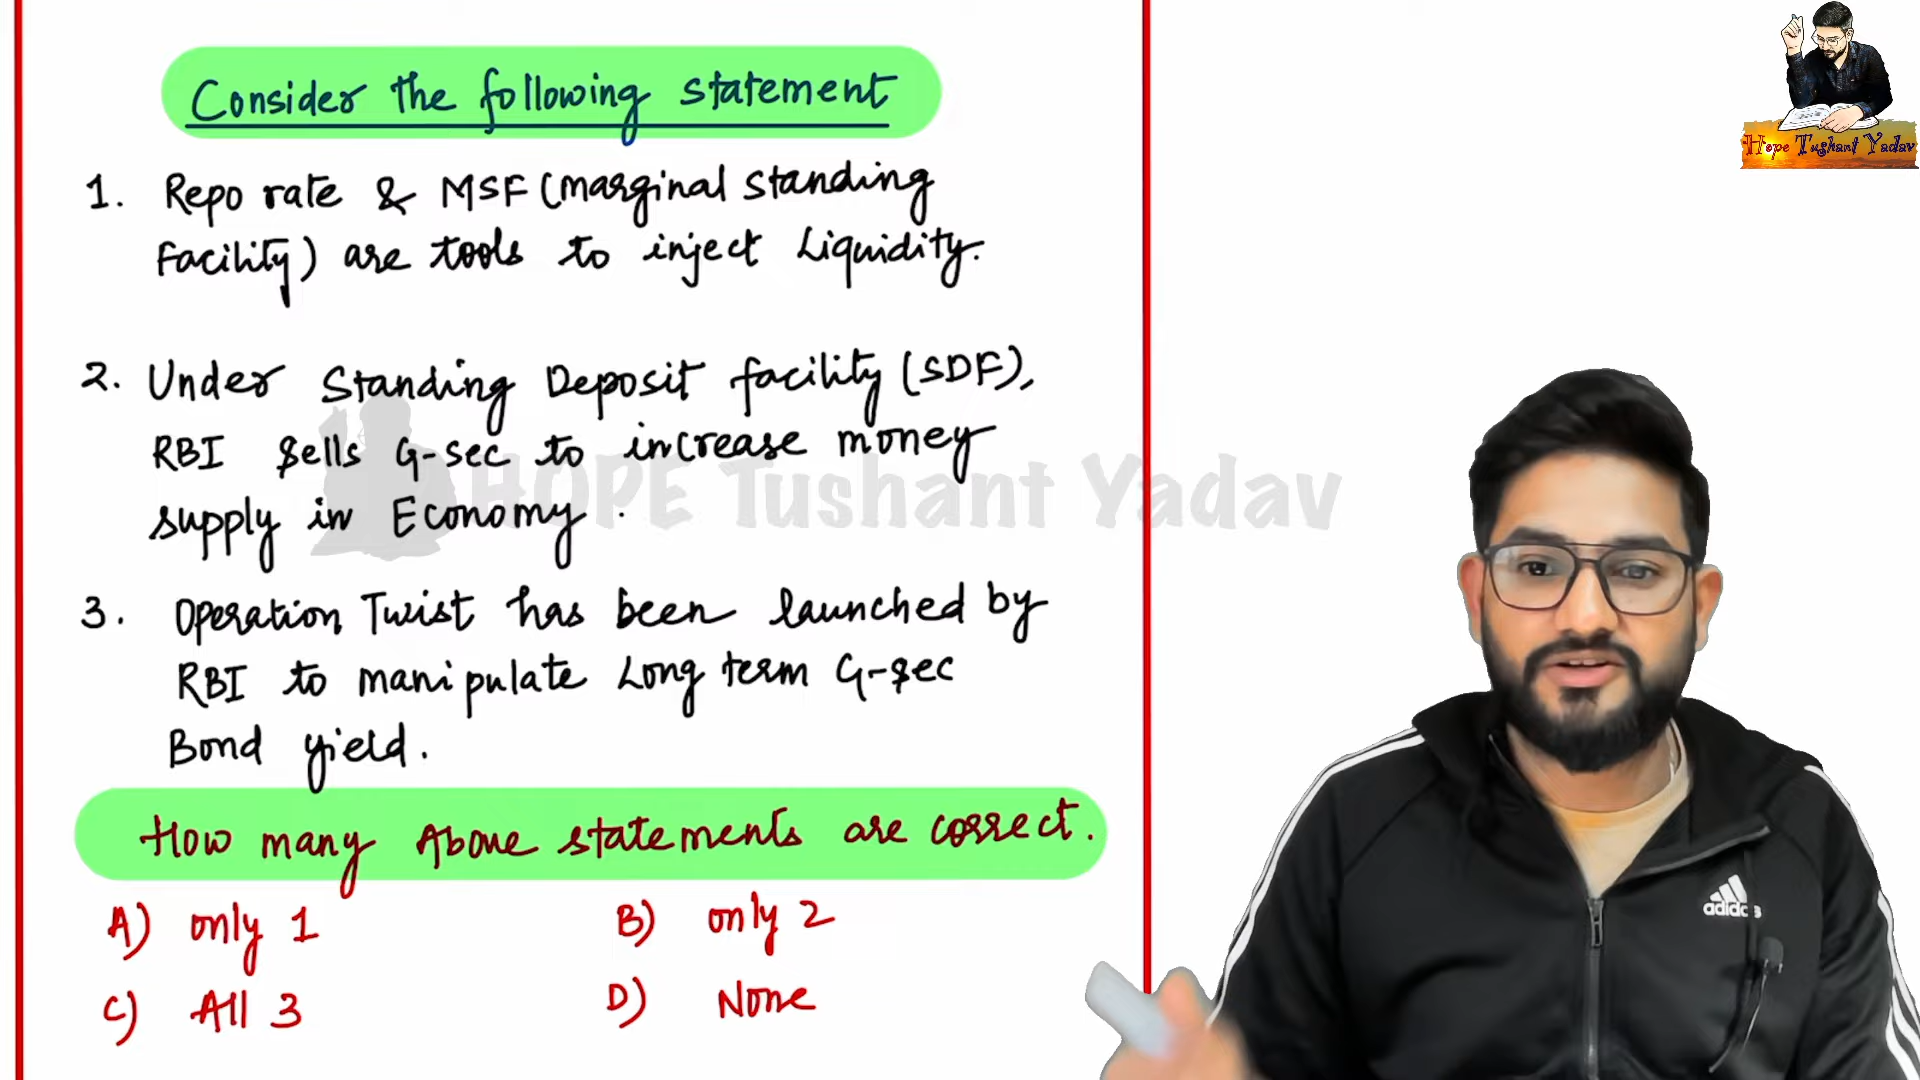 Consider the following statement
Hope Tushant Yadav
1. Repo rate & MSF (marginal standing
Facility) are tools to inject Liquidity.
2. Under Standing Deposit facility (SDF),
RBI Sells G-sec to increase money
supply in Economy.
HOPE Tushant Yadav
3. Operation Twist has been launched by
RBI to manipulate Long term G-sec
Bond yield.
How many Above statements are correct.
A) only 1
B) only 2
C) All 3
D) None
adidas